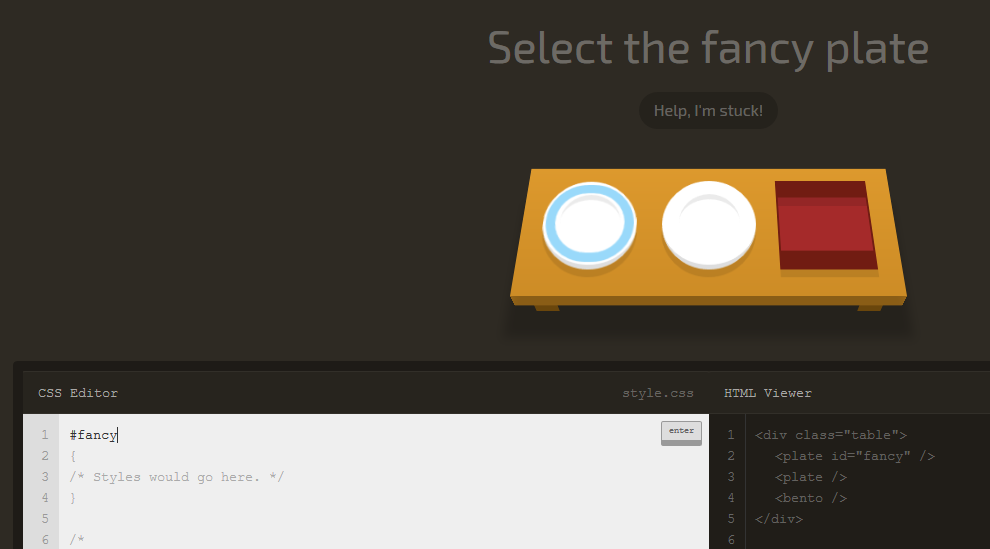 Select the fancy plate
Help, I'm stuck!
CSS Editor
style.css
HTML Viewer
enter
1 #fancy
2 {
3 /* Styles would go here. */
4 }
5
6 /*
1 <div class="table">
2 <plate id="fancy" />
3 <plate />
4 <bento />
5 </div>
6